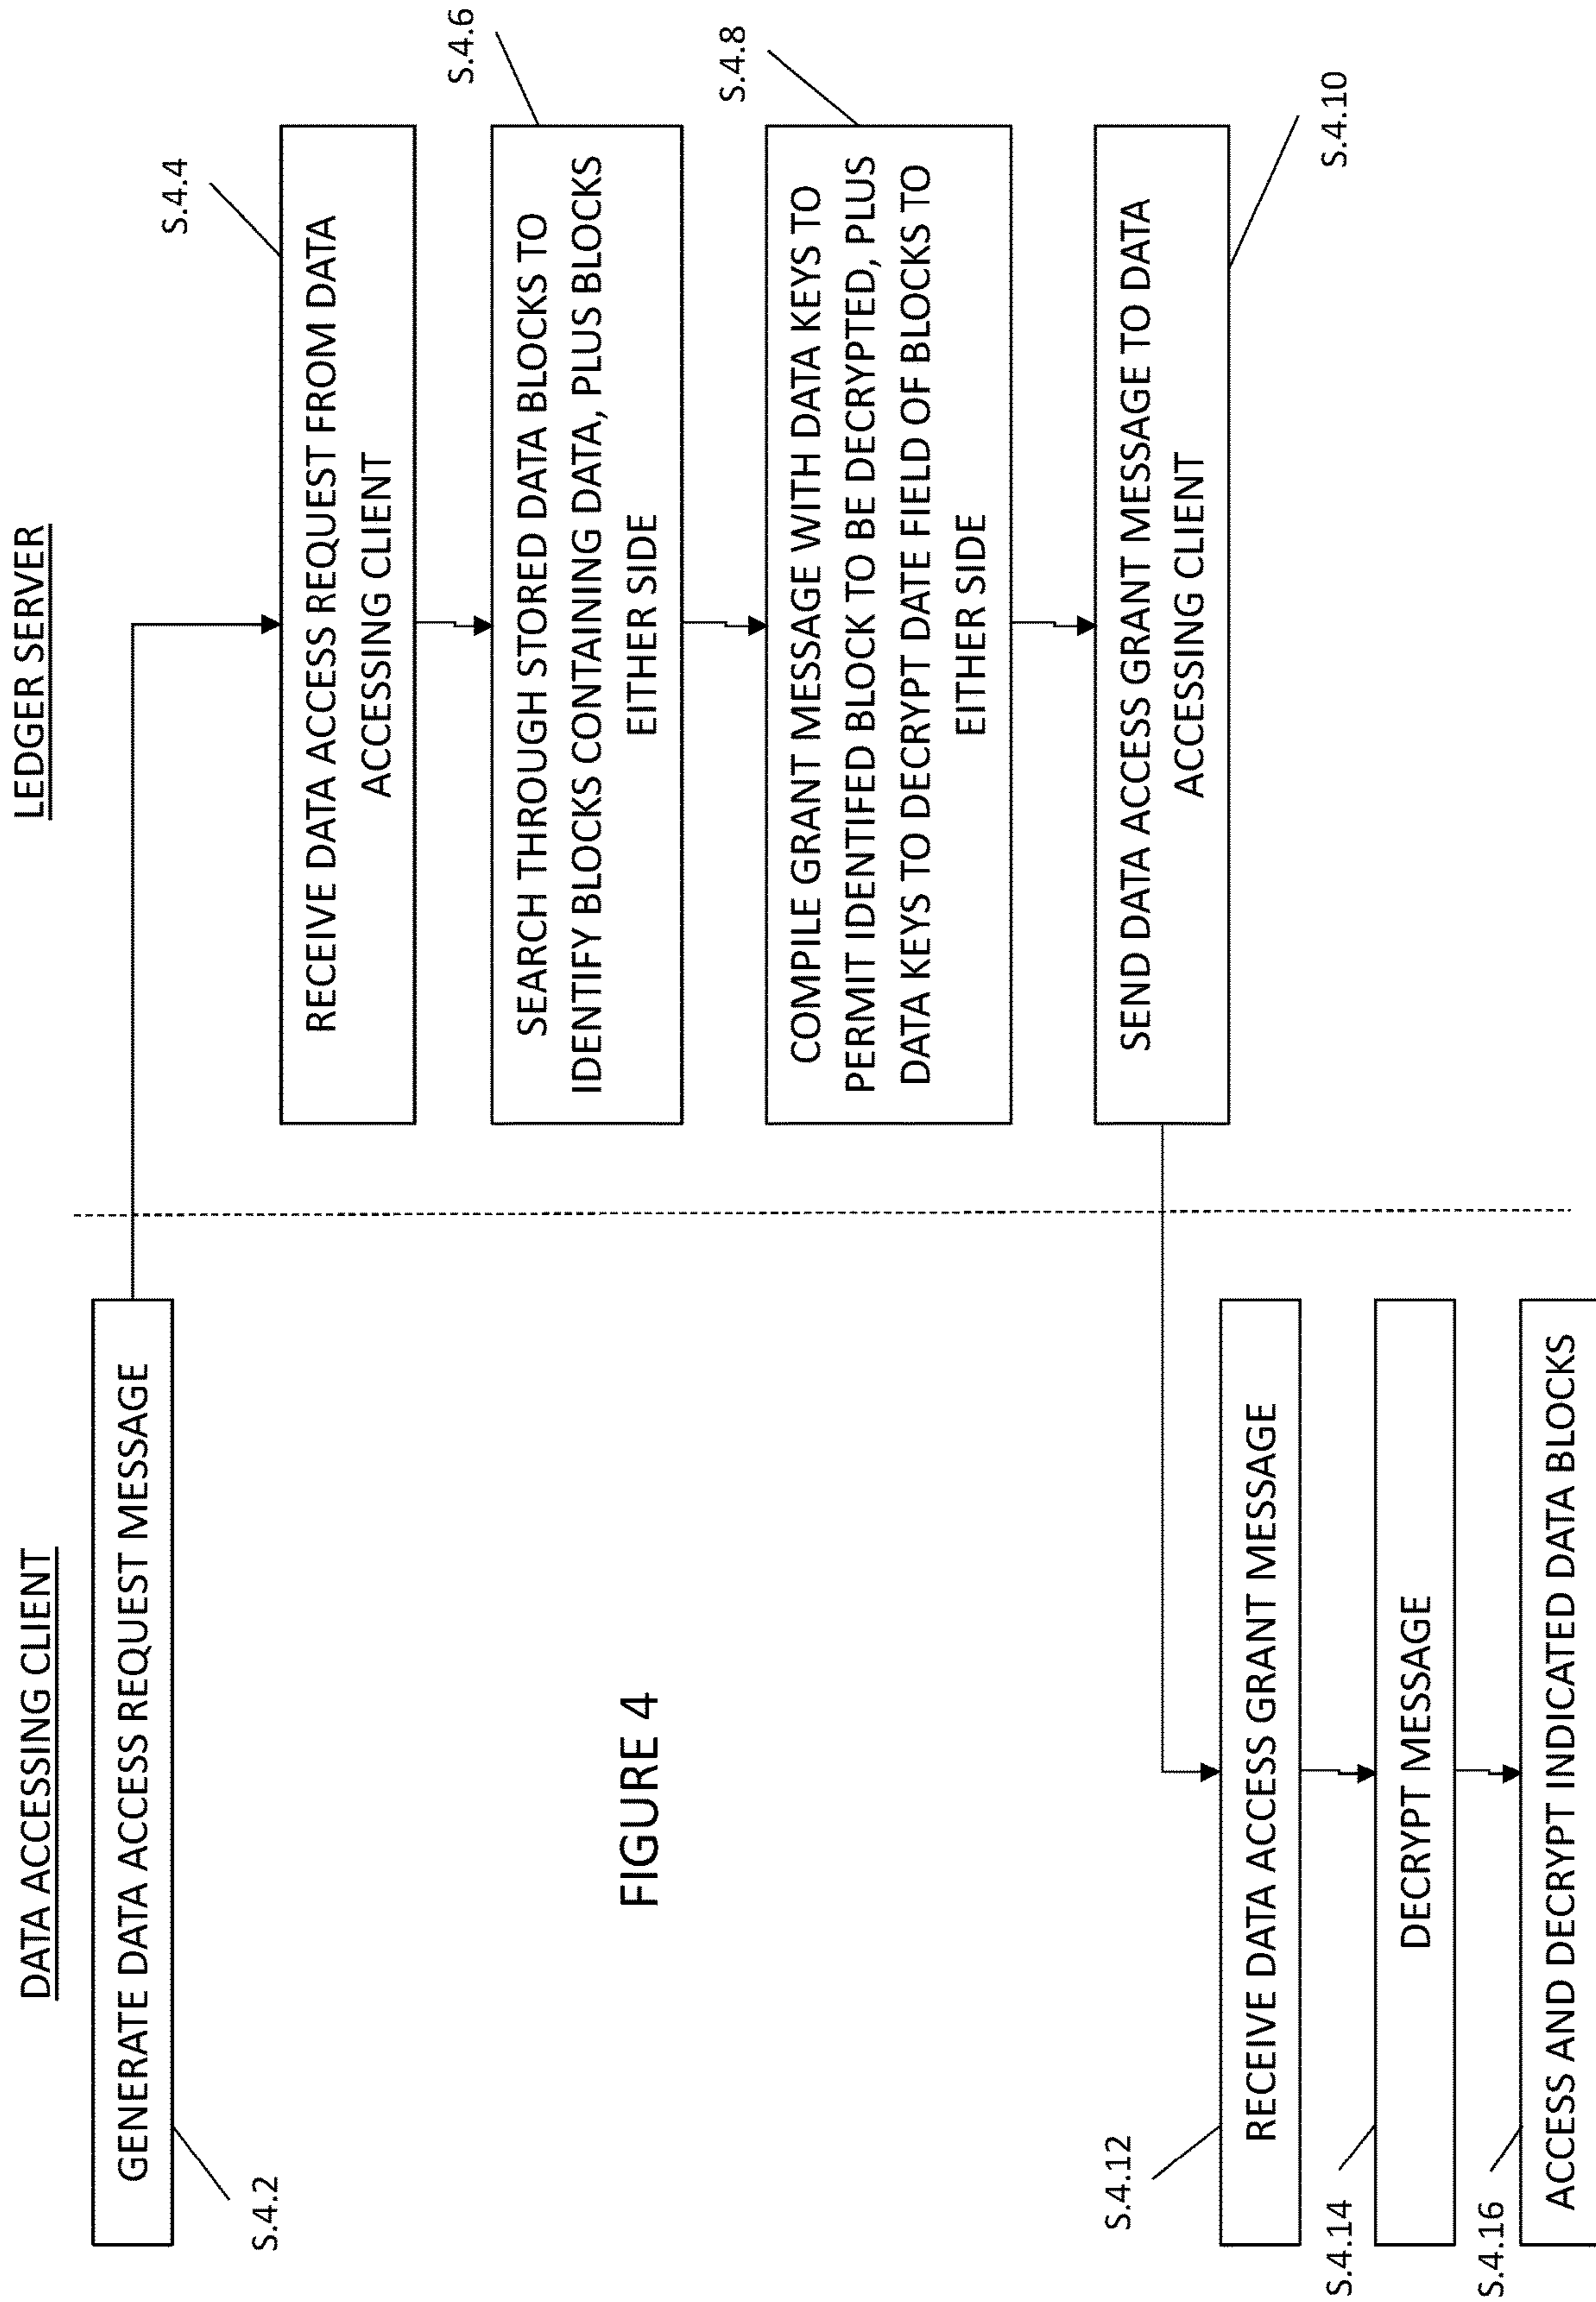 DATA ACCESSING CLIENT
LEDGER SERVER
GENERATE DATA ACCESS REQUEST MESSAGE
S.4.2
S.4.4
RECEIVE DATA ACCESS REQUEST FROM DATA
ACCESSING CLIENT
S.4.6
SEARCH THROUGH STORED DATA BLOCKS TO
IDENTIFY BLOCKS CONTAINING DATA, PLUS BLOCKS
EITHER SIDE
S.4.8
COMPILE GRANT MESSAGE WITH DATA KEYS TO
PERMIT IDENTIFED BLOCK TO BE DECRYPTED, PLUS
DATA KEYS TO DECRYPT DATE FIELD OF BLOCKS TO
EITHER SIDE
SEND DATA ACCESS GRANT MESSAGE TO DATA
ACCESSING CLIENT
S.4.10
FIGURE 4
S.4.12
RECEIVE DATA ACCESS GRANT MESSAGE
S.4.14
DECRYPT MESSAGE
S.4.16
ACCESS AND DECRYPT INDICATED DATA BLOCKS